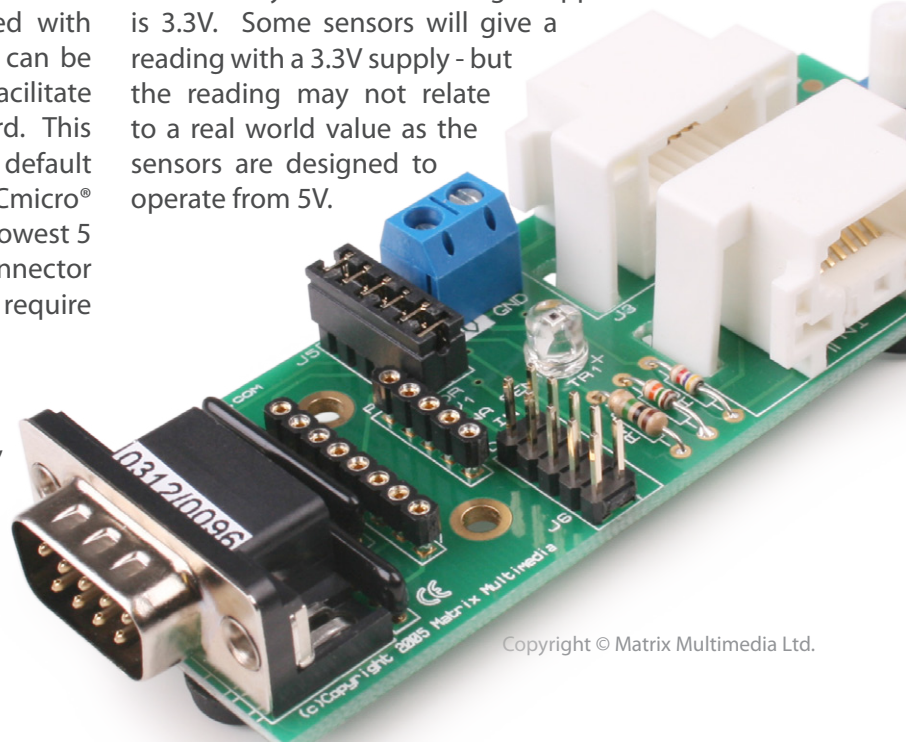 ed with
can be
acilitate
rd. This
default
Cmicro®
owest 5
nnector
require
is 3.3V. Some sensors will give a
reading with a 3.3V supply - but
the reading may not relate
to a real world value as the
sensors are designed to
operate from 5V.
GND
J3
J5
COM
TR1
J6
0312/0096
CE
(c)Copyright 2005 Matrix Multimedia
Copyright © Matrix Multimedia Ltd.